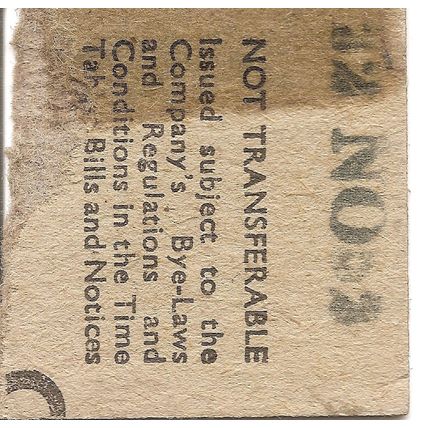 NOT TRANSFERABLE
Issued subject to the
Company's Bye-Laws
and Regulations and
Conditions in the Time
Tab Bills and Notices